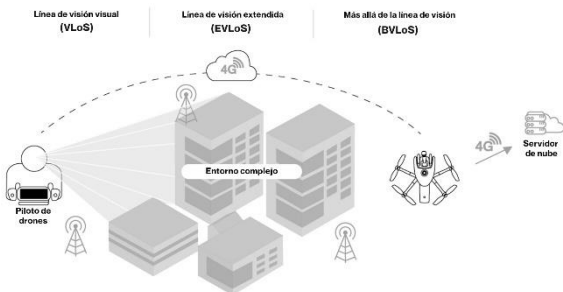 Línea de visión visual
(VLoS)
Línea de visión extendida
(EVLoS)
Más allá de la línea de visión
(BVLoS)
4G
Entorno complejo
Piloto de
drones
4G
Servidor
de nube